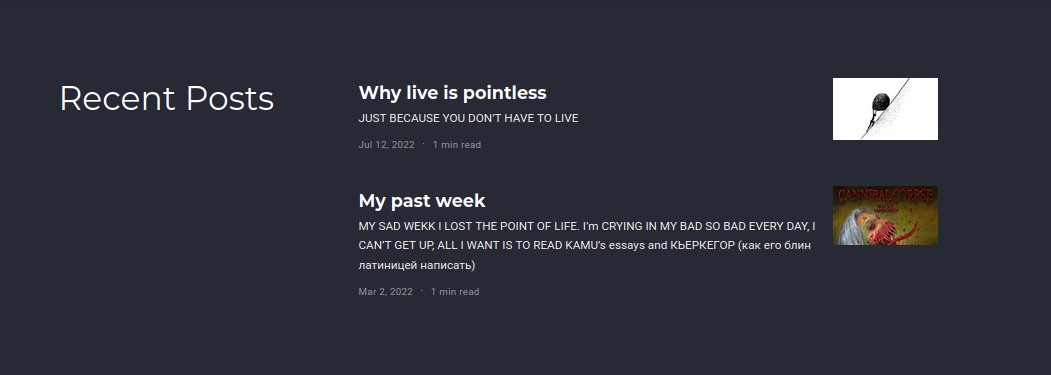 Recent Posts
Why live is pointless
JUST BECAUSE YOU DON'T HAVE TO LIVE
Jul 12, 2022 · 1 min read
My past week
MY SAD WEKK I LOST THE POINT OF LIFE. I'm CRYING IN MY BAD SO BAD EVERY DAY, I
CAN'T GET UP, ALL I WANT IS TO READ KAMU's essays and КЬЕРКЕГОР (как его блин
латиницей написать)
Mar 2, 2022 · 1 min read
CANNIBAL CORPSE